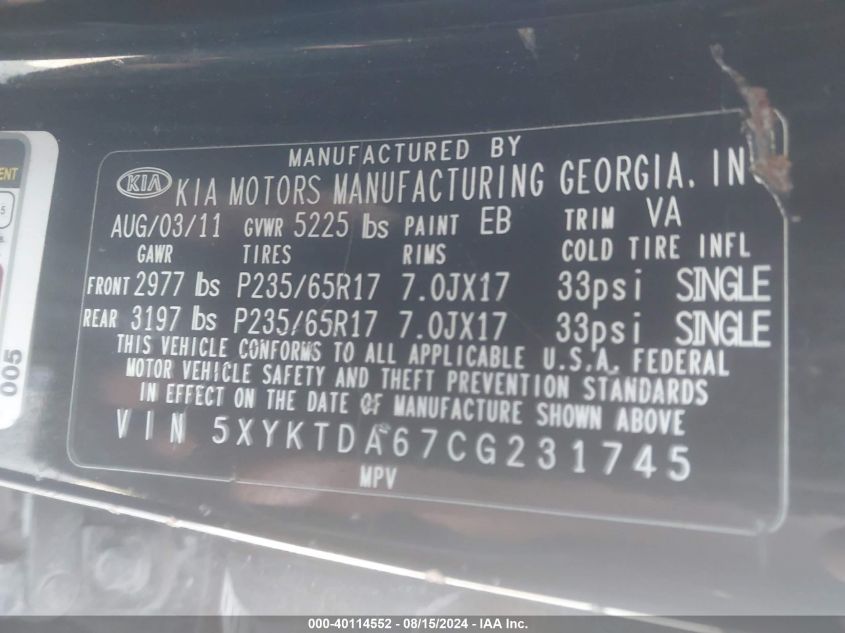 MANUFACTURED BY
KIA KIA MOTORS MANUFACTURING GEORGIA. IN
AUG/03/11 GVWR 5225 lbs PAINT EB TRIM VA
GAWR TIRES RIMS COLD TIRE INFL
FRONT 2977 lbs P235/65R17 7.0JX17 33psi SINGLE
REAR 3197 lbs P235/65R17 7.0JX17 33psi SINGLE
THIS VEHICLE CONFORMS TO ALL APPLICABLE U.S.A. FEDERAL
MOTOR VEHICLE SAFETY AND THEFT PREVENTION STANDARDS
IN EFFECT ON THE DATE OF MANUFACTURE SHOWN ABOVE
VIN 5XYKTDA67CG231745
MPV
ENT
5
005
000-40114552 - 08/15/2024 - IAA Inc.